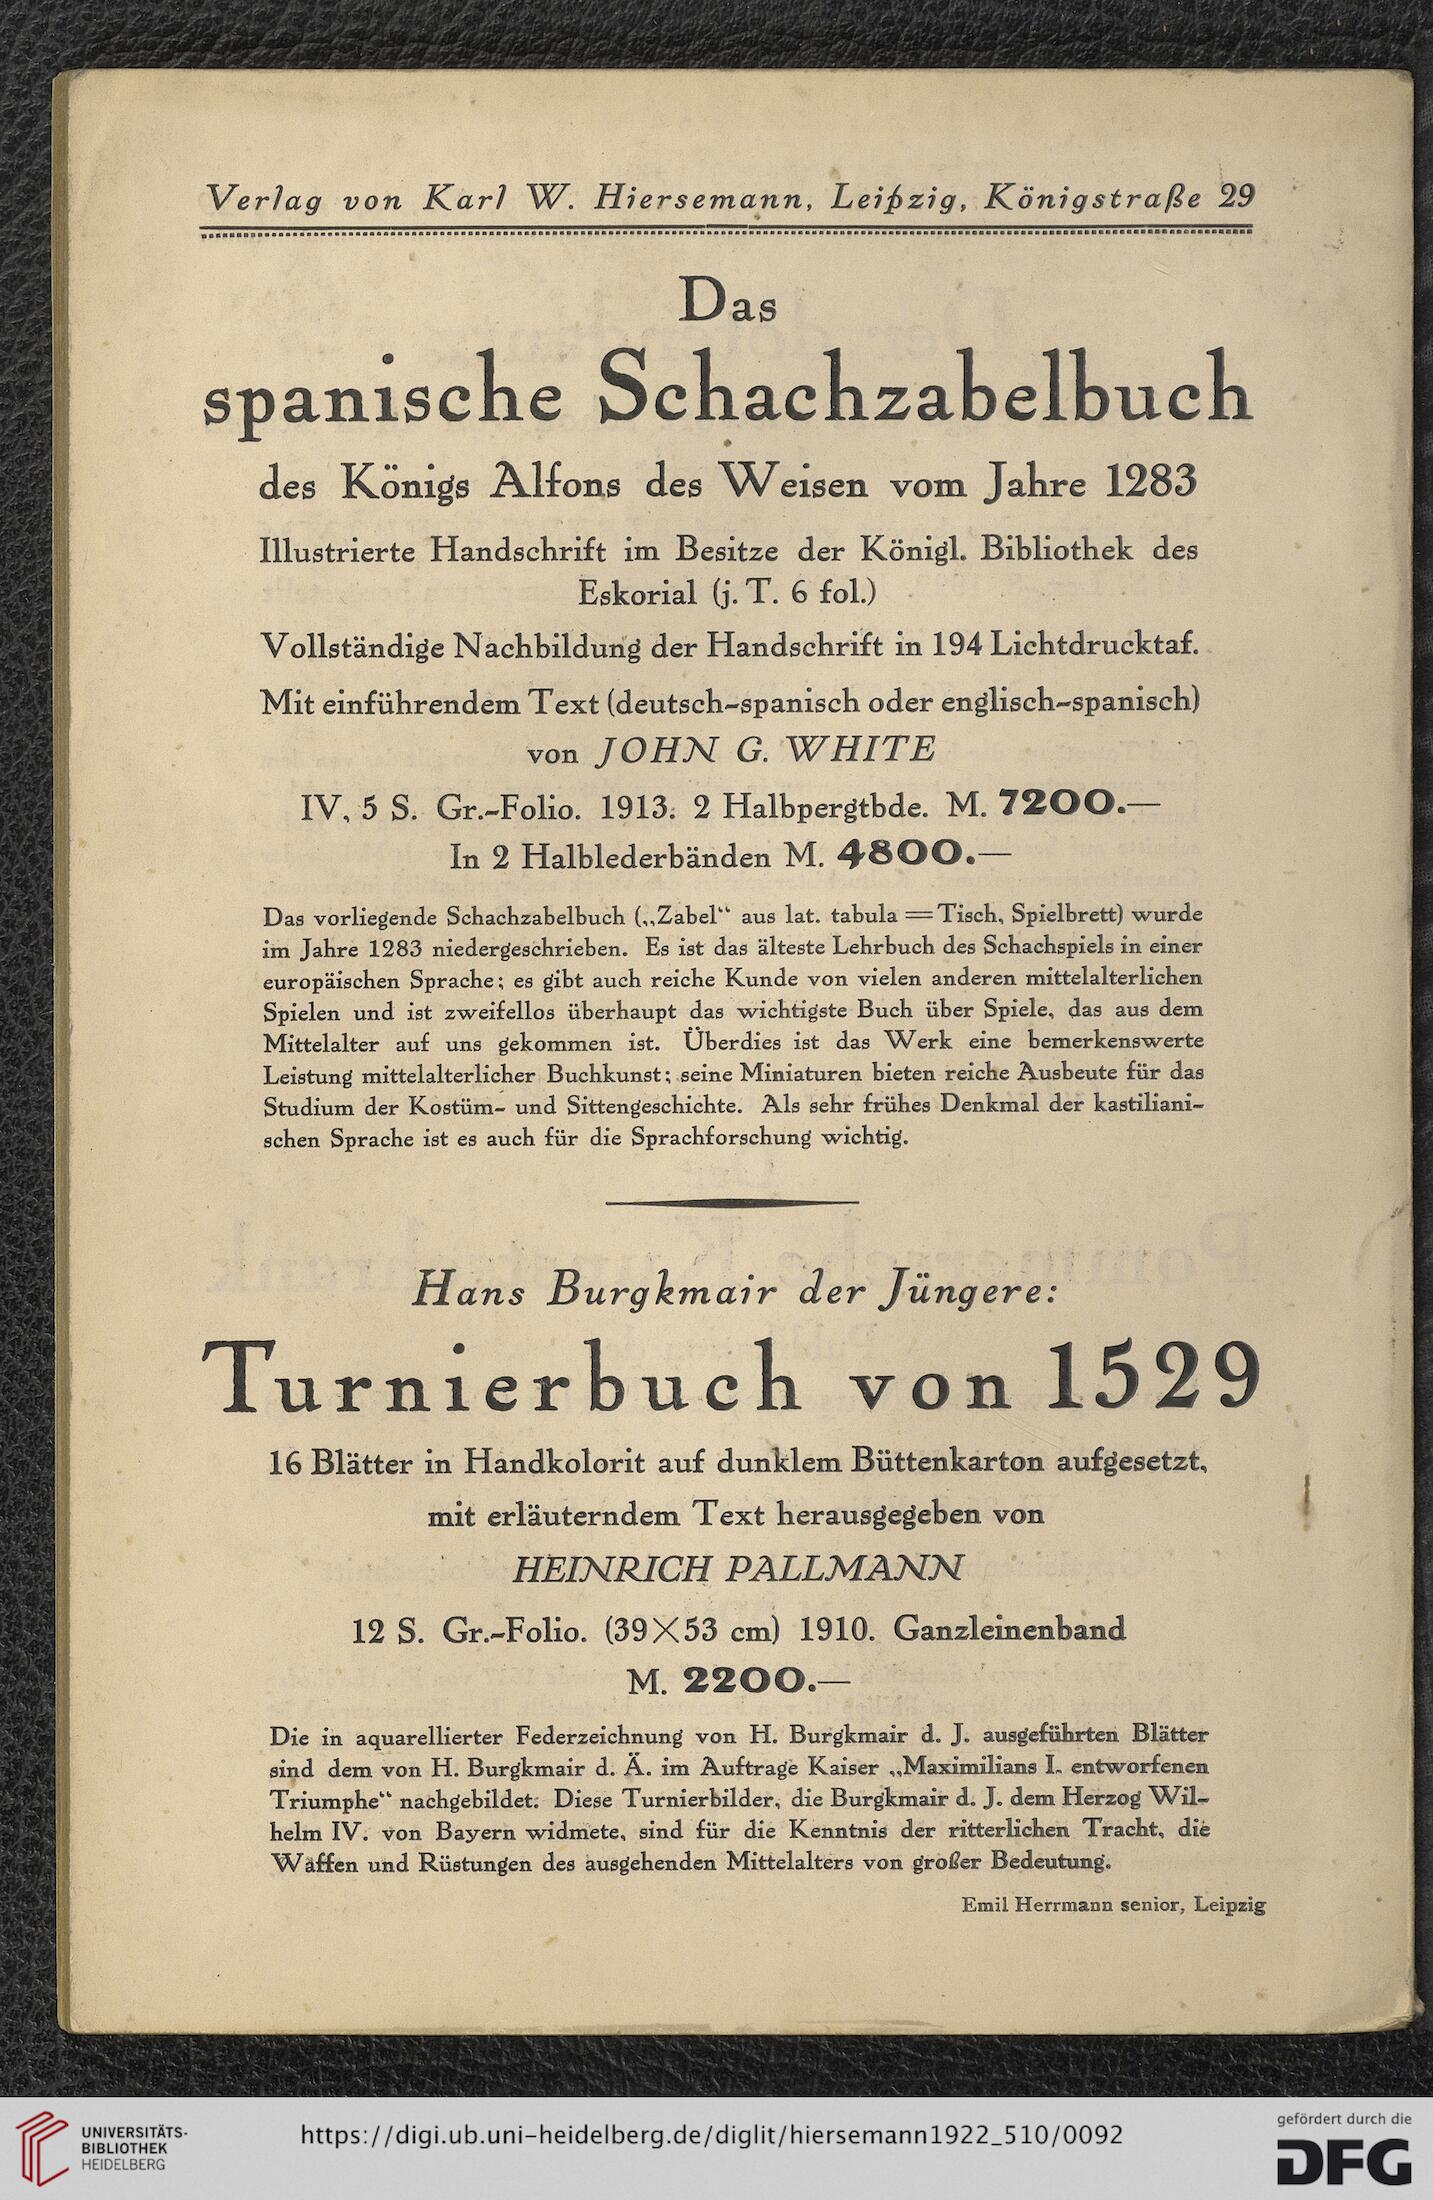 Verlag von Karl W. Hiersemann, Leipzig, Königstraße 29
Das
spanische Schachzabelbuch
des Königs Alfons des Weisen vom Jahre 1283
Illustrierte Handschrift im Besitze der Königl. Bibliothek des
Eskorial (j. T. 6 fol.)
Vollständige Nachbildung der Handschrift in 194 Lichtdrucktaf.
Mit einführendem Text (deutsch-spanisch oder englisch-spanisch)
von JOHN G. WHITE
IV, 5 S. Gr.-Folio. 1913. 2 Halbpergtbde. M. 7200.—
In 2 Halblederbänden M. 4800.—
Das vorliegende Schachzabelbuch („Zabel“ aus lat. tabula = Tisch, Spielbrett) wurde
im Jahre 1283 niedergeschrieben. Es ist das älteste Lehrbuch des Schachspiels in einer
europäischen Sprache; es gibt auch reiche Kunde von vielen anderen mittelalterlichen
Spielen und ist zweifellos überhaupt das wichtigste Buch über Spiele, das aus dem
Mittelalter auf uns gekommen ist. Überdies ist das Werk eine bemerkenswerte
Leistung mittelalterlicher Buchkunst; seine Miniaturen bieten reiche Ausbeute für das
Studium der Kostüm- und Sittengeschichte. Als sehr frühes Denkmal der kastiliani-
schen Sprache ist es auch für die Sprachforschung wichtig.
Hans Burgkmair der Jüngere:
Turnierbuch von 1529
16 Blätter in Handkolorit auf dunklem Büttenkarton aufgesetzt,
mit erläuterndem Text herausgegeben von
HEINRICH PALLMANN
12 S. Gr.-Folio. (39×53 cm) 1910. Ganzleinenband
M. 2200.—
Die in aquarellierter Federzeichnung von H. Burgkmair d. J. ausgeführten Blätter
sind dem von H. Burgkmair d. Ä. im Auftrage Kaiser „Maximilians I. entworfenen
Triumphe“ nachgebildet. Diese Turnierbilder, die Burgkmair d. J. dem Herzog Wil-
helm IV. von Bayern widmete, sind für die Kenntnis der ritterlichen Tracht, die
Waffen und Rüstungen des ausgehenden Mittelalters von großer Bedeutung.
Emil Herrmann senior, Leipzig
UNIVERSITÄTS-
BIBLIOTHEK
HEIDELBERG
https://digi.ub.uni-heidelberg.de/diglit/hiersemann1922_510/0092
gefördert durch die
DFG